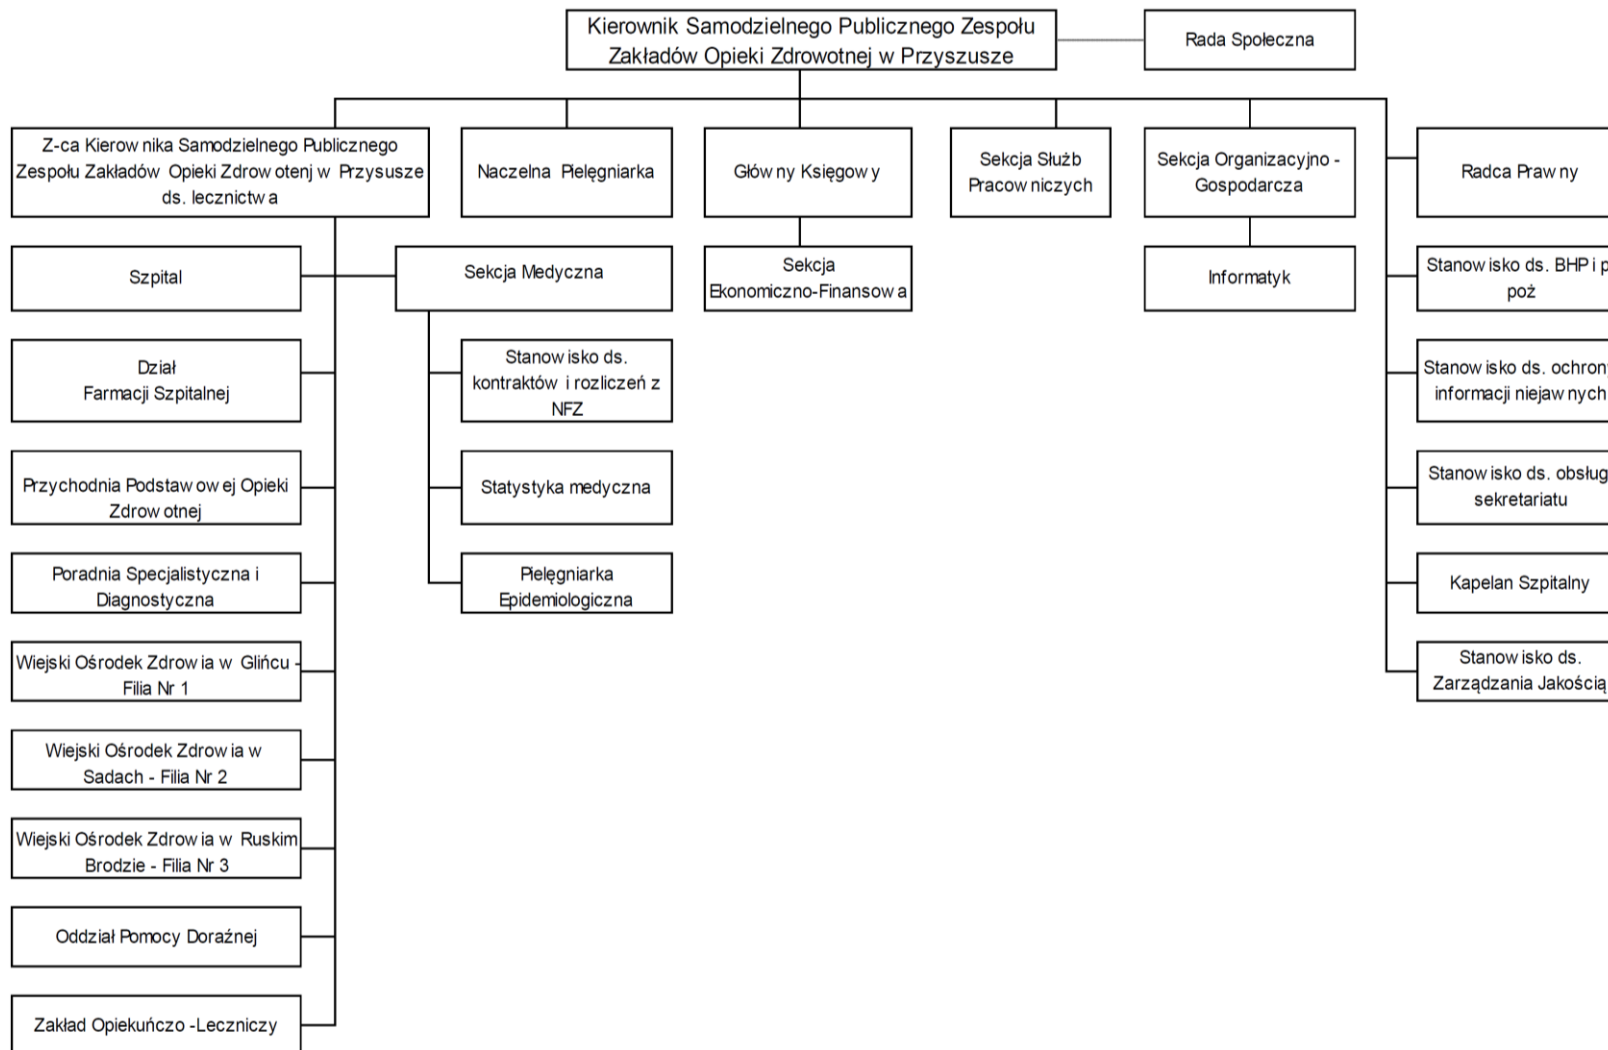 Kierownik Samodzielnego Publicznego Zespołu
Zakładów Opieki Zdrowotnej w Przyszusze
Rada Społeczna
Z-ca Kierownika Samodzielnego Publicznego
Zespołu Zakładów Opieki Zdrowotenj w Przysusze
ds. lecznictwa
Naczelna Pielęgniarka
Główny Księgowy
Sekcja Służb
Pracowniczych
Sekcja Organizacyjno -
Gospodarcza
Radca Prawny
Szpital
Sekcja Medyczna
Sekcja
Ekonomiczno-Finansowa
Informatyk
Stanowisko ds. BHP i p
poż
Dział
Farmacji Szpitalnej
Stanowisko ds.
kontraktów i rozliczeń z
NFZ
Stanowisko ds. ochrony
informacji niejawnych
Przychodnia Podstawowej Opieki
Zdrowotnej
Statystyka medyczna
Stanowisko ds. obsług
sekretariatu
Poradnia Specjalistyczna i
Diagnostyczna
Pielęgniarka
Epidemiologiczna
Kapelan Szpitalny
Wiejski Ośrodek Zdrowia w Glińcu -
Filia Nr 1
Stanowisko ds.
Zarządzania Jakością
Wiejski Ośrodek Zdrowia w
Sadach - Filia Nr 2
Wiejski Ośrodek Zdrowia w Ruskim
Brodzie - Filia Nr 3
Oddział Pomocy Doraźnej
Zakład Opiekuńczo -Leczniczy